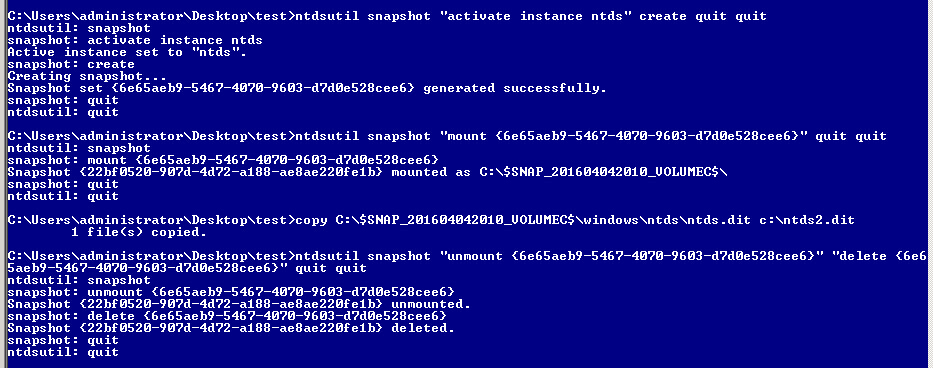 C:\Users\administrator\Desktop\test>ntdsutil snapshot "activate instance ntds" create quit quit
ntdsutil: snapshot
snapshot: activate instance ntds
Active instance set to "ntds".
snapshot: create
Creating snapshot...
Snapshot set {6e65aeb9-5467-4070-9603-d7d0e528cee6} generated successfully.
snapshot: quit
ntdsutil: quit
C:\Users\administrator\Desktop\test>ntdsutil snapshot "mount {6e65aeb9-5467-4070-9603-d7d0e528cee6}" quit quit
ntdsutil: snapshot
snapshot: mount {6e65aeb9-5467-4070-9603-d7d0e528cee6}
Snapshot {22bf0520-907d-4d72-a188-ae8ae220fe1b} mounted as C:\$SNAP_201604042010_VOLUMEC$\
snapshot: quit
ntdsutil: quit
C:\Users\administrator\Desktop\test>copy C:\$SNAP_201604042010_VOLUMEC$\windows\ntds\ntds.dit c:\ntds2.dit
1 file(s) copied.
C:\Users\administrator\Desktop\test>ntdsutil snapshot "unmount {6e65aeb9-5467-4070-9603-d7d0e528cee6}" "delete {6e6
5aeb9-5467-4070-9603-d7d0e528cee6}" quit quit
ntdsutil: snapshot
snapshot: unmount {6e65aeb9-5467-4070-9603-d7d0e528cee6}
Snapshot {22bf0520-907d-4d72-a188-ae8ae220fe1b} unmounted.
snapshot: delete {6e65aeb9-5467-4070-9603-d7d0e528cee6}
Snapshot {22bf0520-907d-4d72-a188-ae8ae220fe1b} deleted.
snapshot: quit
ntdsutil: quit